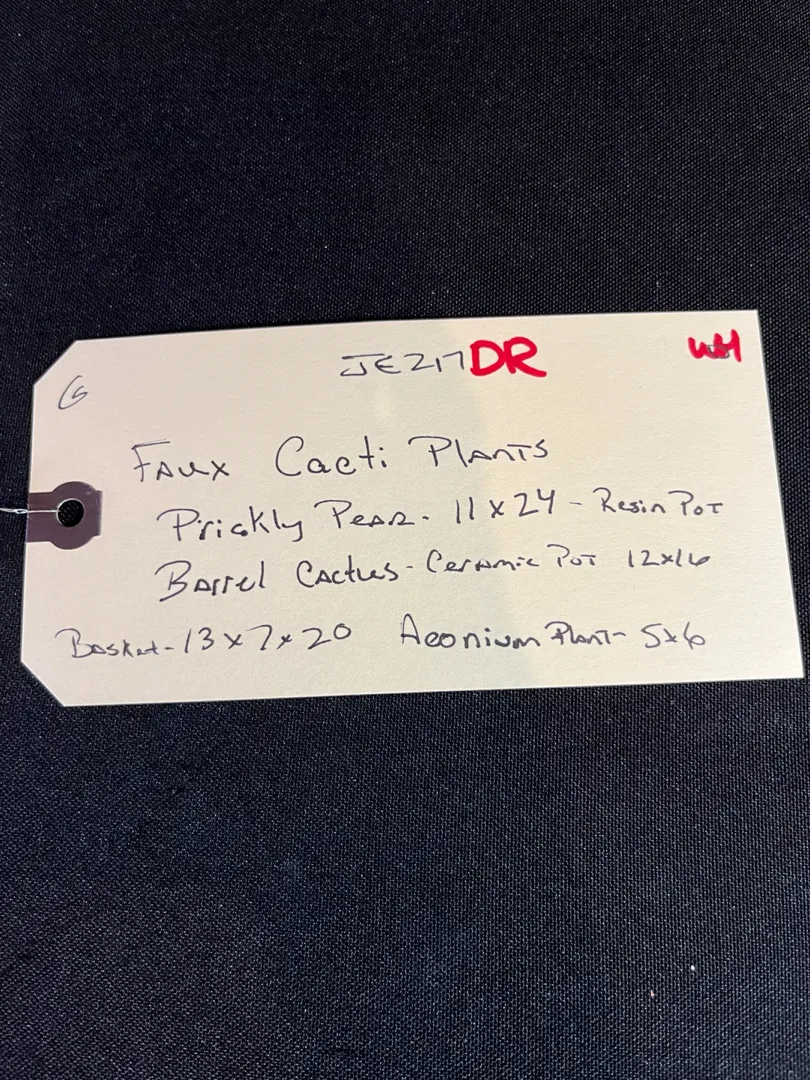 JE217DR WH
G
Faux Cacti Plants
Prickly Pear - 11 x 24 - Resin Pot
Barrel Cactus - Ceramic Pot 12x16
Basket - 13 x 7 x 20 Aeonium Plant - 5x6